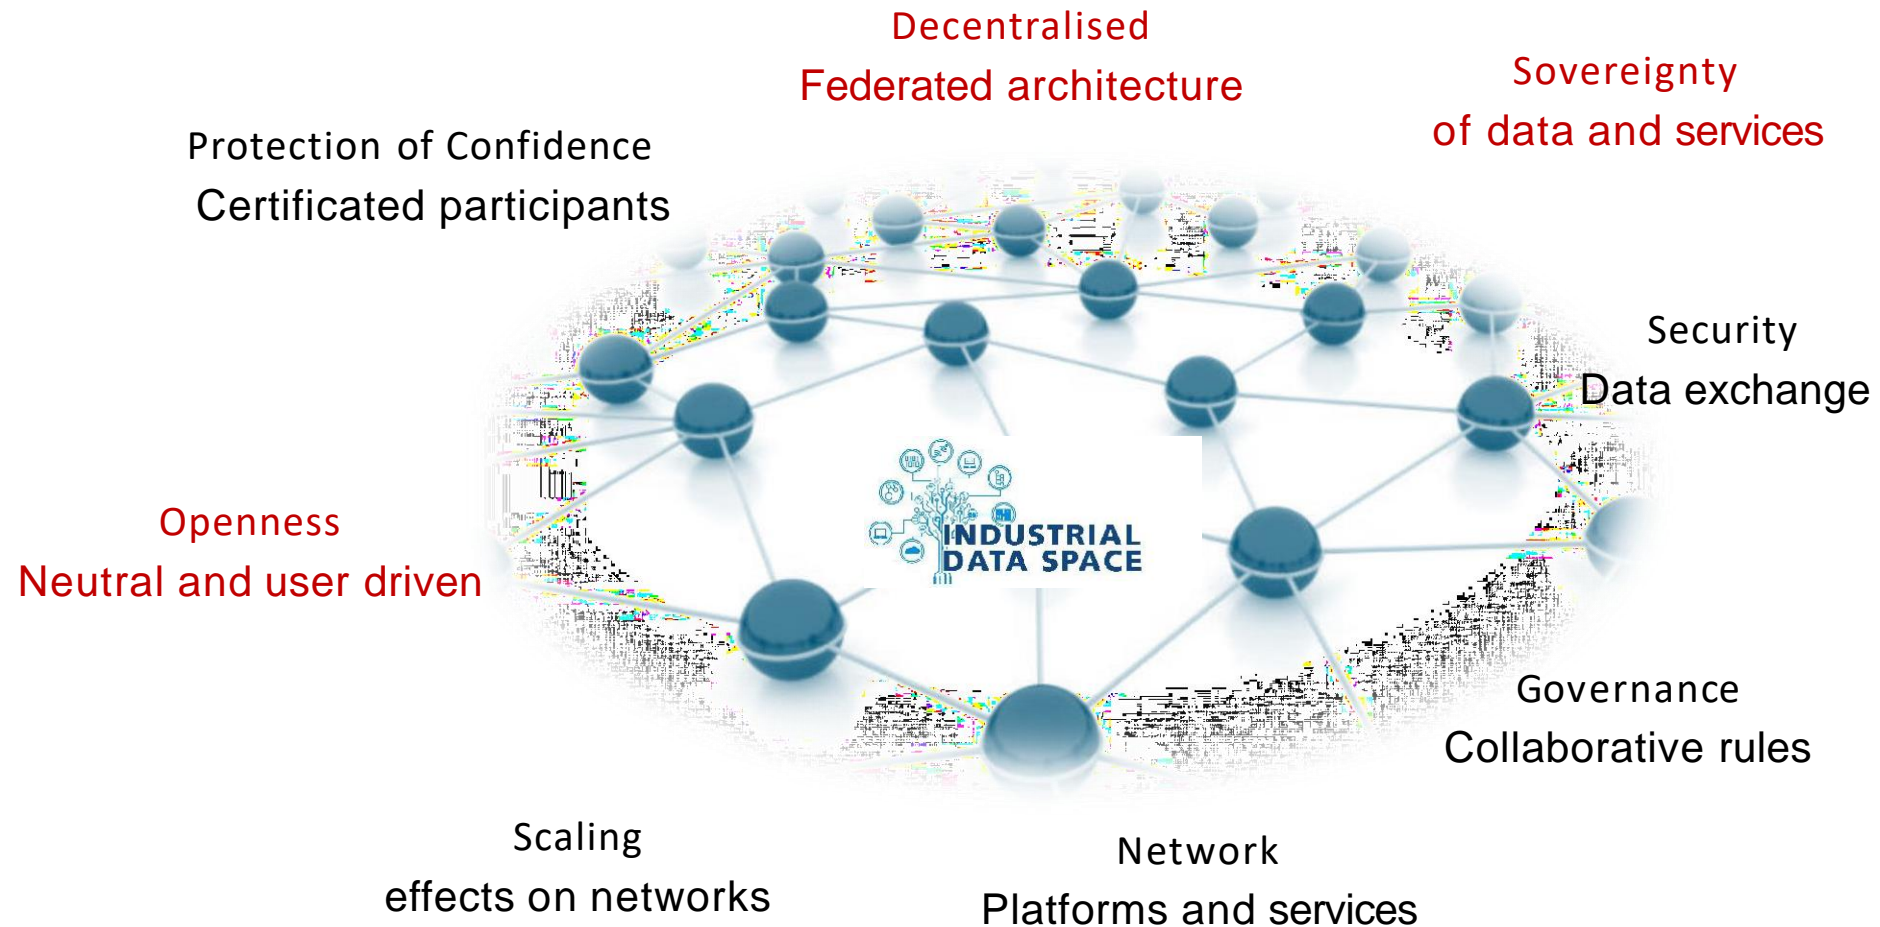 Decentralised
Federated architecture
Sovereignty
of data and services
Protection of Confidence
Certificated participants
Security
Data exchange
INDUSTRIAL
DATA SPACE
Openness
Neutral and user driven
Governance
Collaborative rules
Scaling
effects on networks
Network
Platforms and services